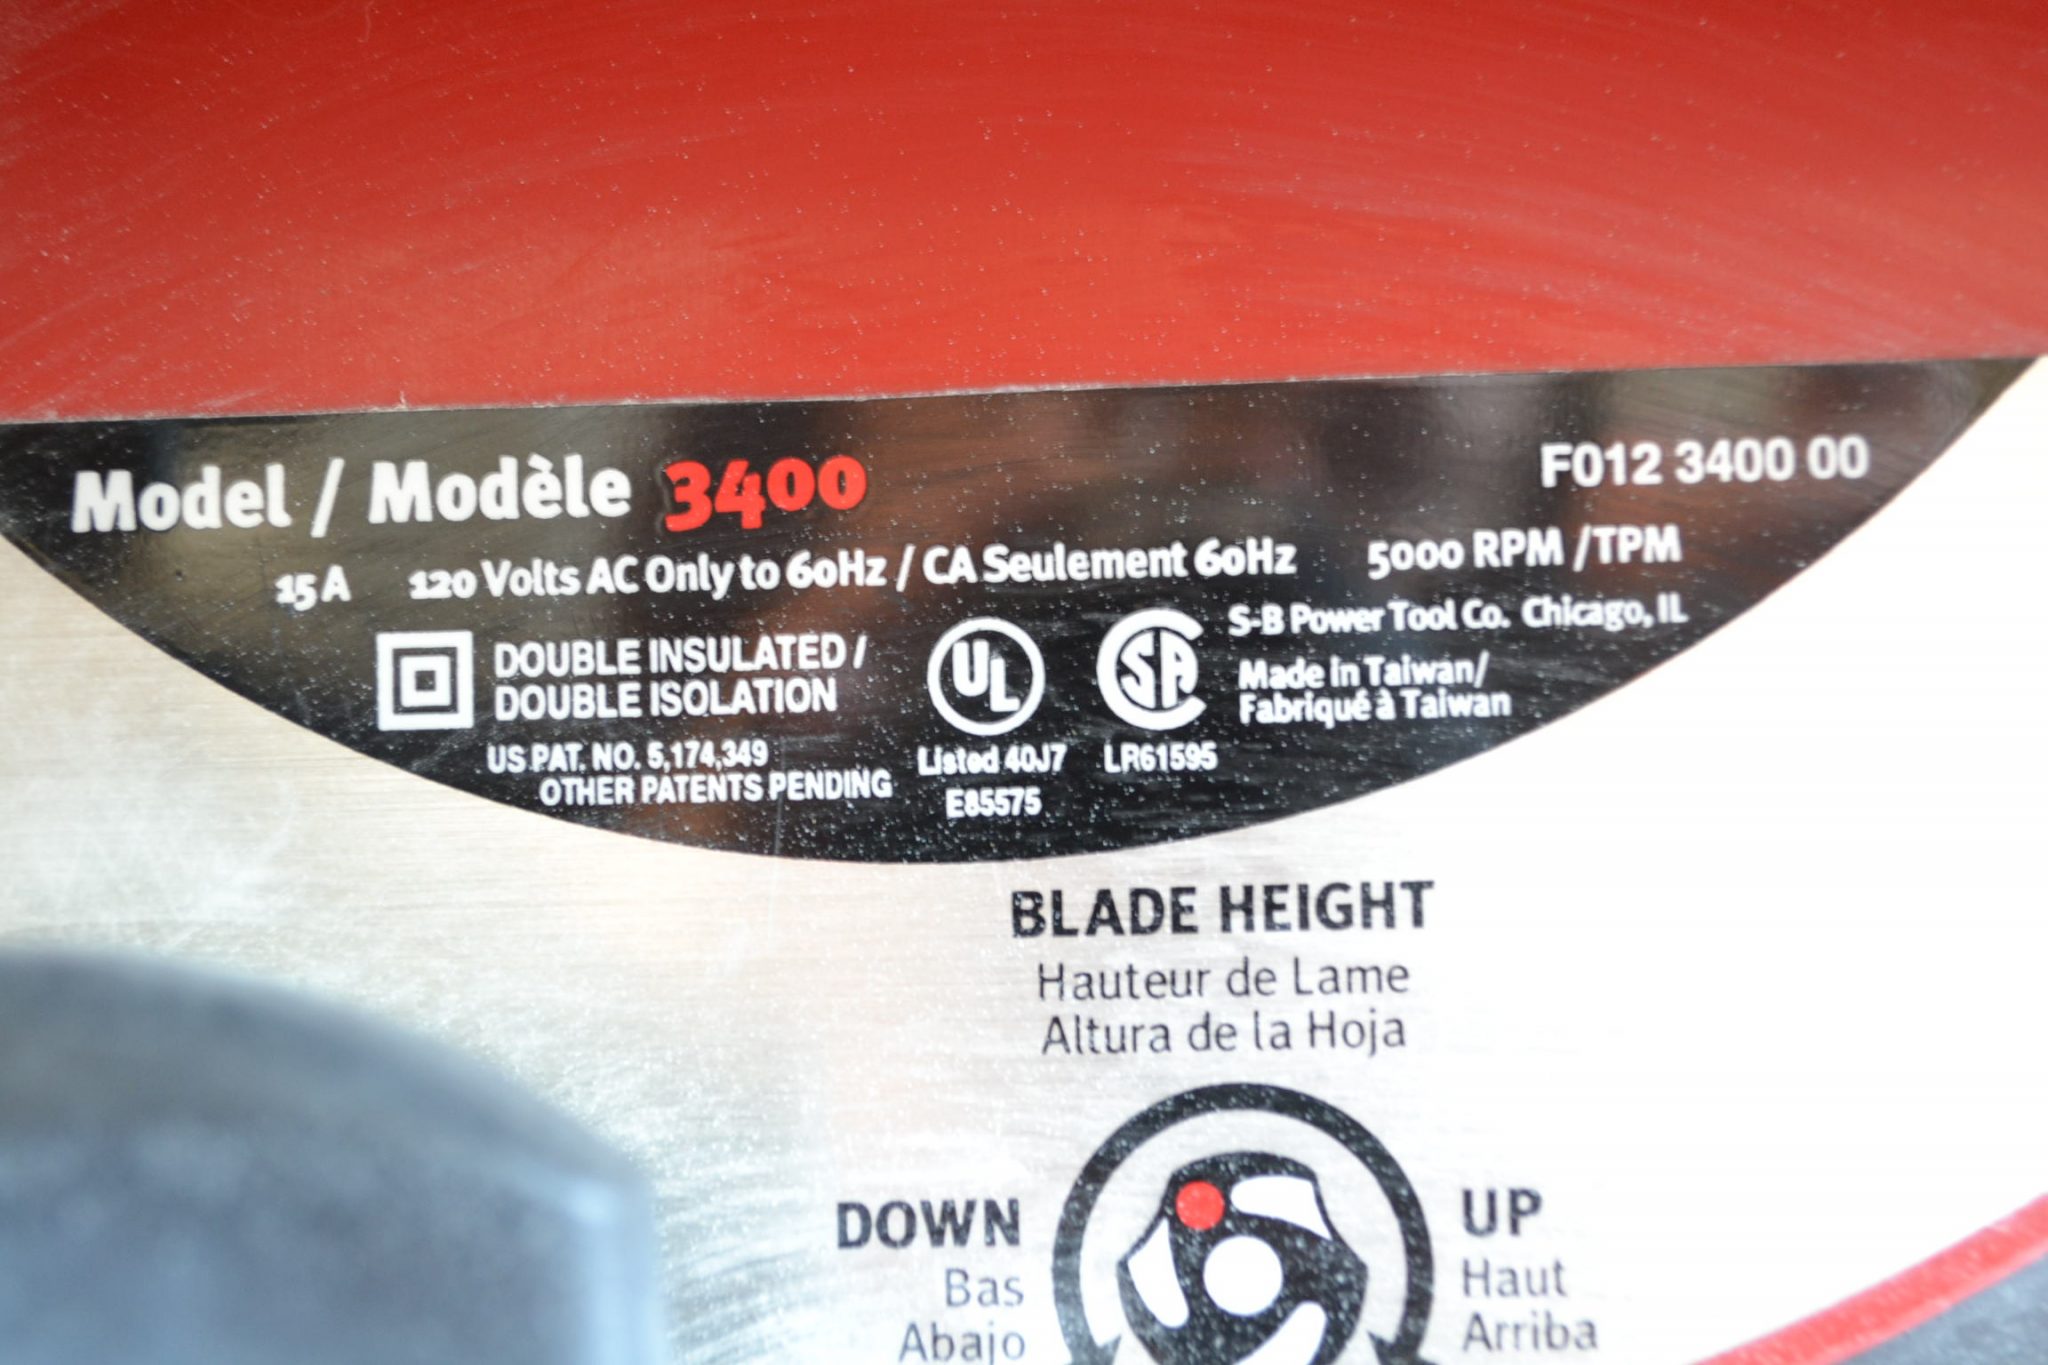 Model / Modèle 3400
F012 3400 00
15 A 120 Volts AC Only to 60Hz / CA Seulement 60Hz 5000 RPM /TPM
DOUBLE INSULATED /
DOUBLE ISOLATION
US PAT. NO. 5,174,349
OTHER PATENTS PENDING
UL
Listed 40J7
E85575
SA
LR61595
S-B Power Tool Co. Chicago, IL
Made in Taiwan/
Fabriqué à Taiwan
BLADE HEIGHT
Hauteur de Lame
Altura de la Hoja
DOWN
Bas
Abajo
UP
Haut
Arriba